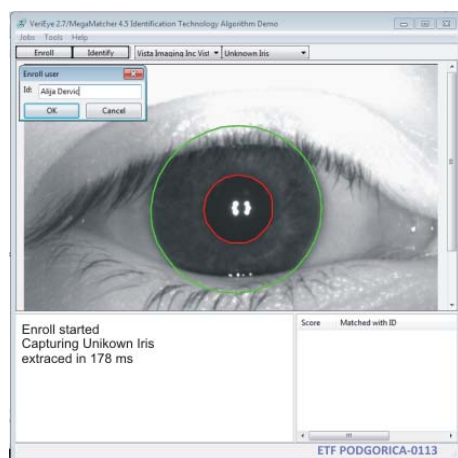 VeriEye 2.7/MegaMatcher 4.5 Identification Technology Algorithm Demo
Jobs Tools Help
Enroll Identify Vista Imaging Inc Vist Unknown Iris
Enroll user
Id: Alija Dervic
OK Cancel
Enroll started
Capturing Unikown Iris
extraced in 178 ms
Score Matched with ID
ETF PODGORICA-0113